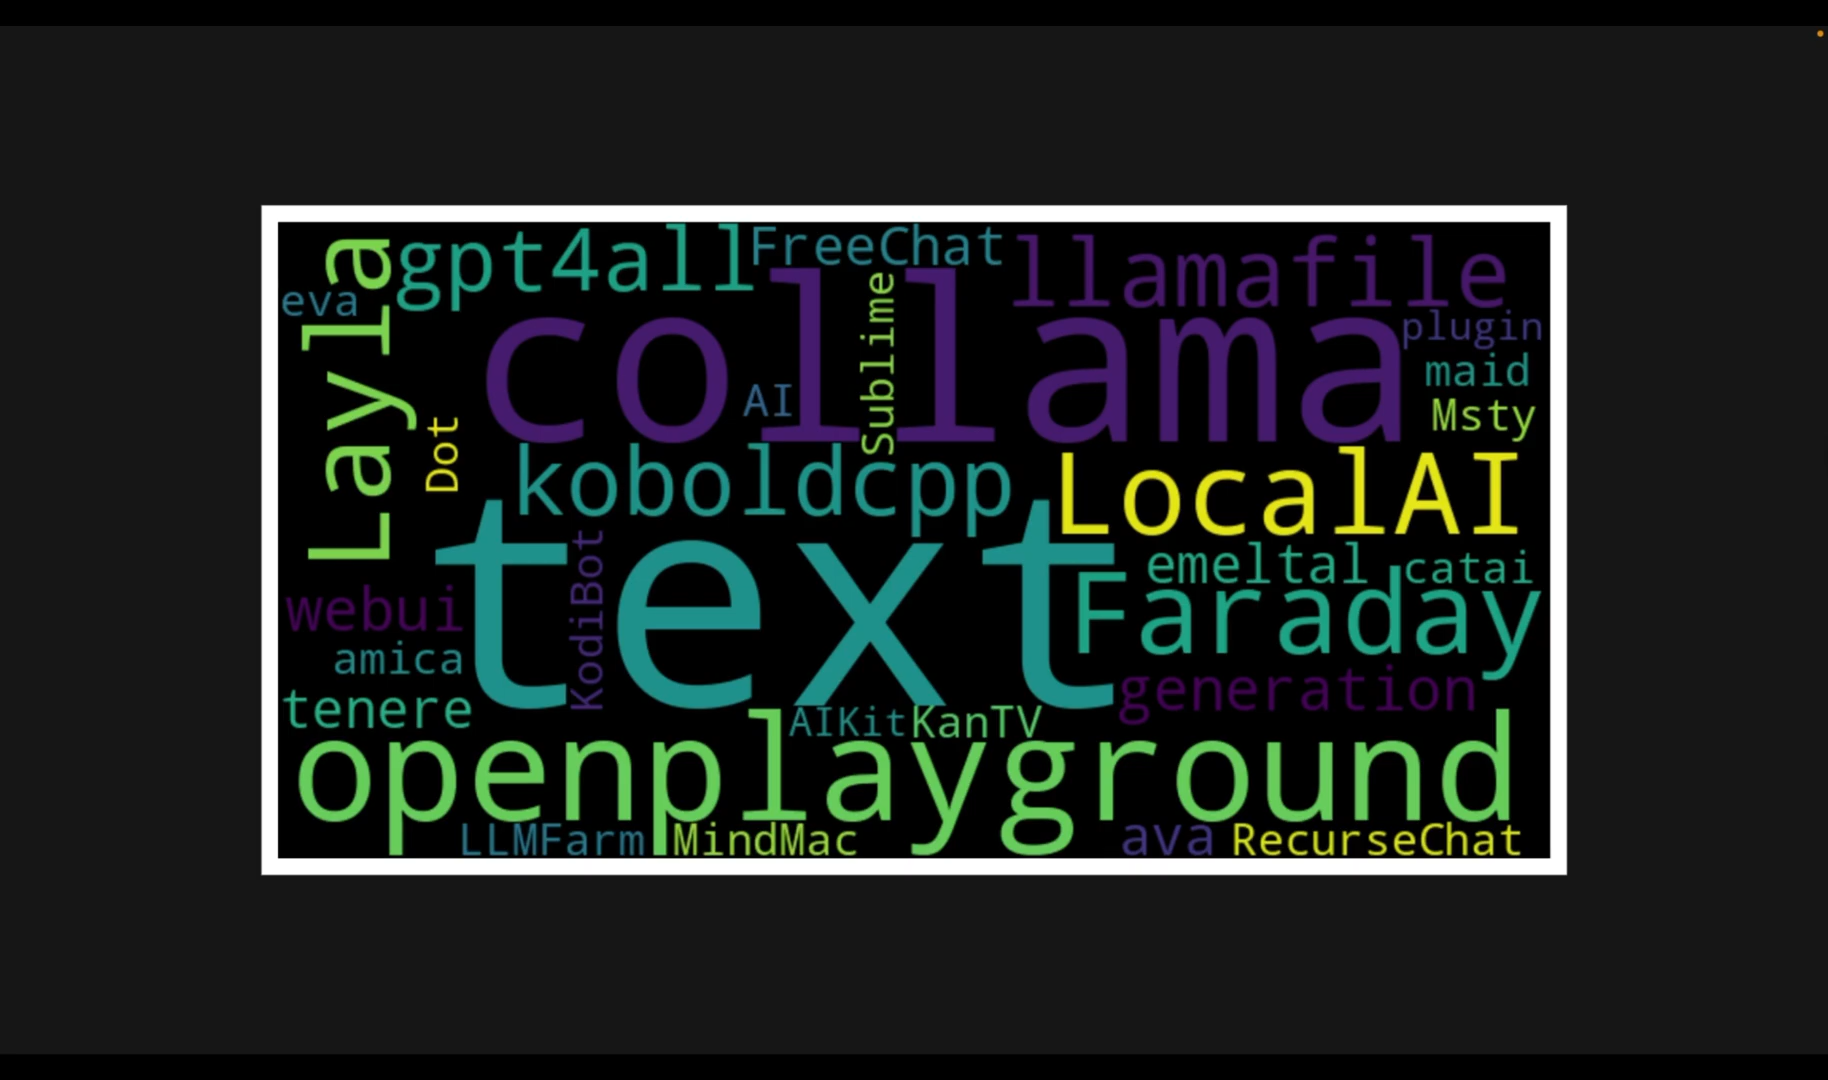 Layla
gpt4all
FreeChat
llamafile
eva
collama
Sublime
plugin
AI
maid
Msty
Dot
koboldcpp
LocalAI
text
KodiBot
emeltal
catai
webui
Faraday
amica
generation
tenere
AIKit
KanTV
openplayground
LLMFarm
MindMac
ava
RecurseChat